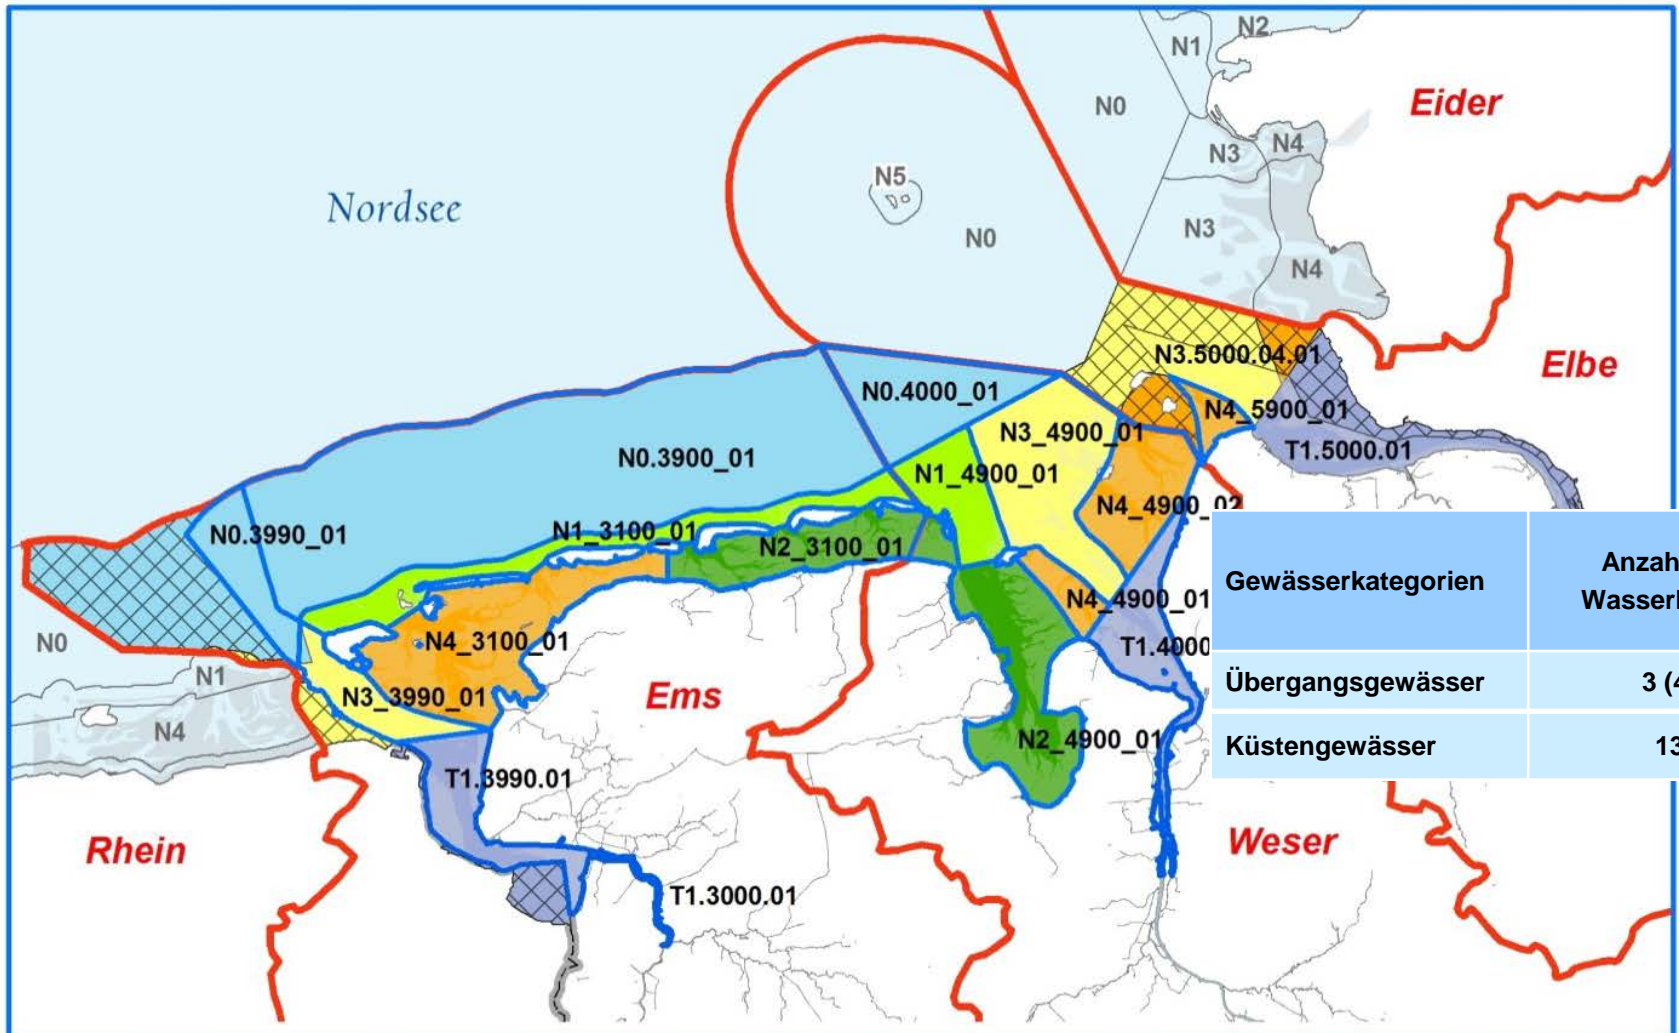 N2
N1
Eider
N0
N3
N4
N5
Nordsee
N3
N0
N4
N3.5000.04.01
Elbe
N0.4000_01
N4_5900_01
N3_4900_01
T1.5000.01
N0.3900_01
N1_4900_01
N4_4900_02
N0.3990_01
N1_3100_01
N2_3100_01
N4_4900_01
N4_3100_01
N0
T1.4000
N1
N3_3990_01
Ems
N4
N2_4900_01
T1.3990.01
Rhein
Weser
T1.3000.01
Gewässerkategorien
Anzah
Wasserl
Übergangsgewässer
3 (4
Küstengewässer
13